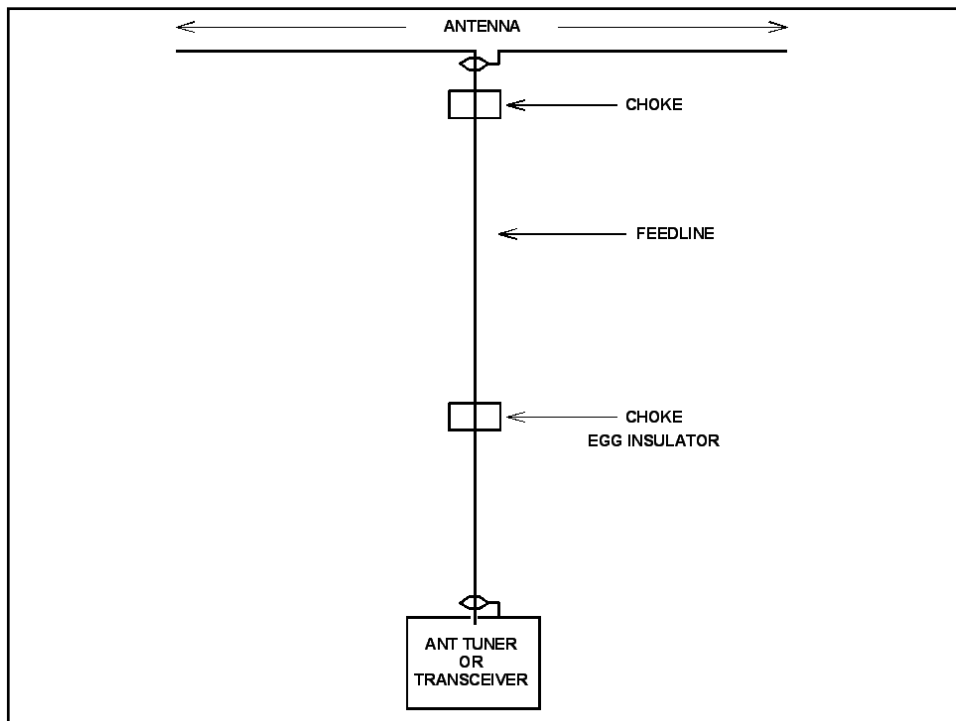 ANTENNA
CHOKE
FEEDLINE
CHOKE
EGG INSULATOR
ANT TUNER
OR
TRANSCEIVER